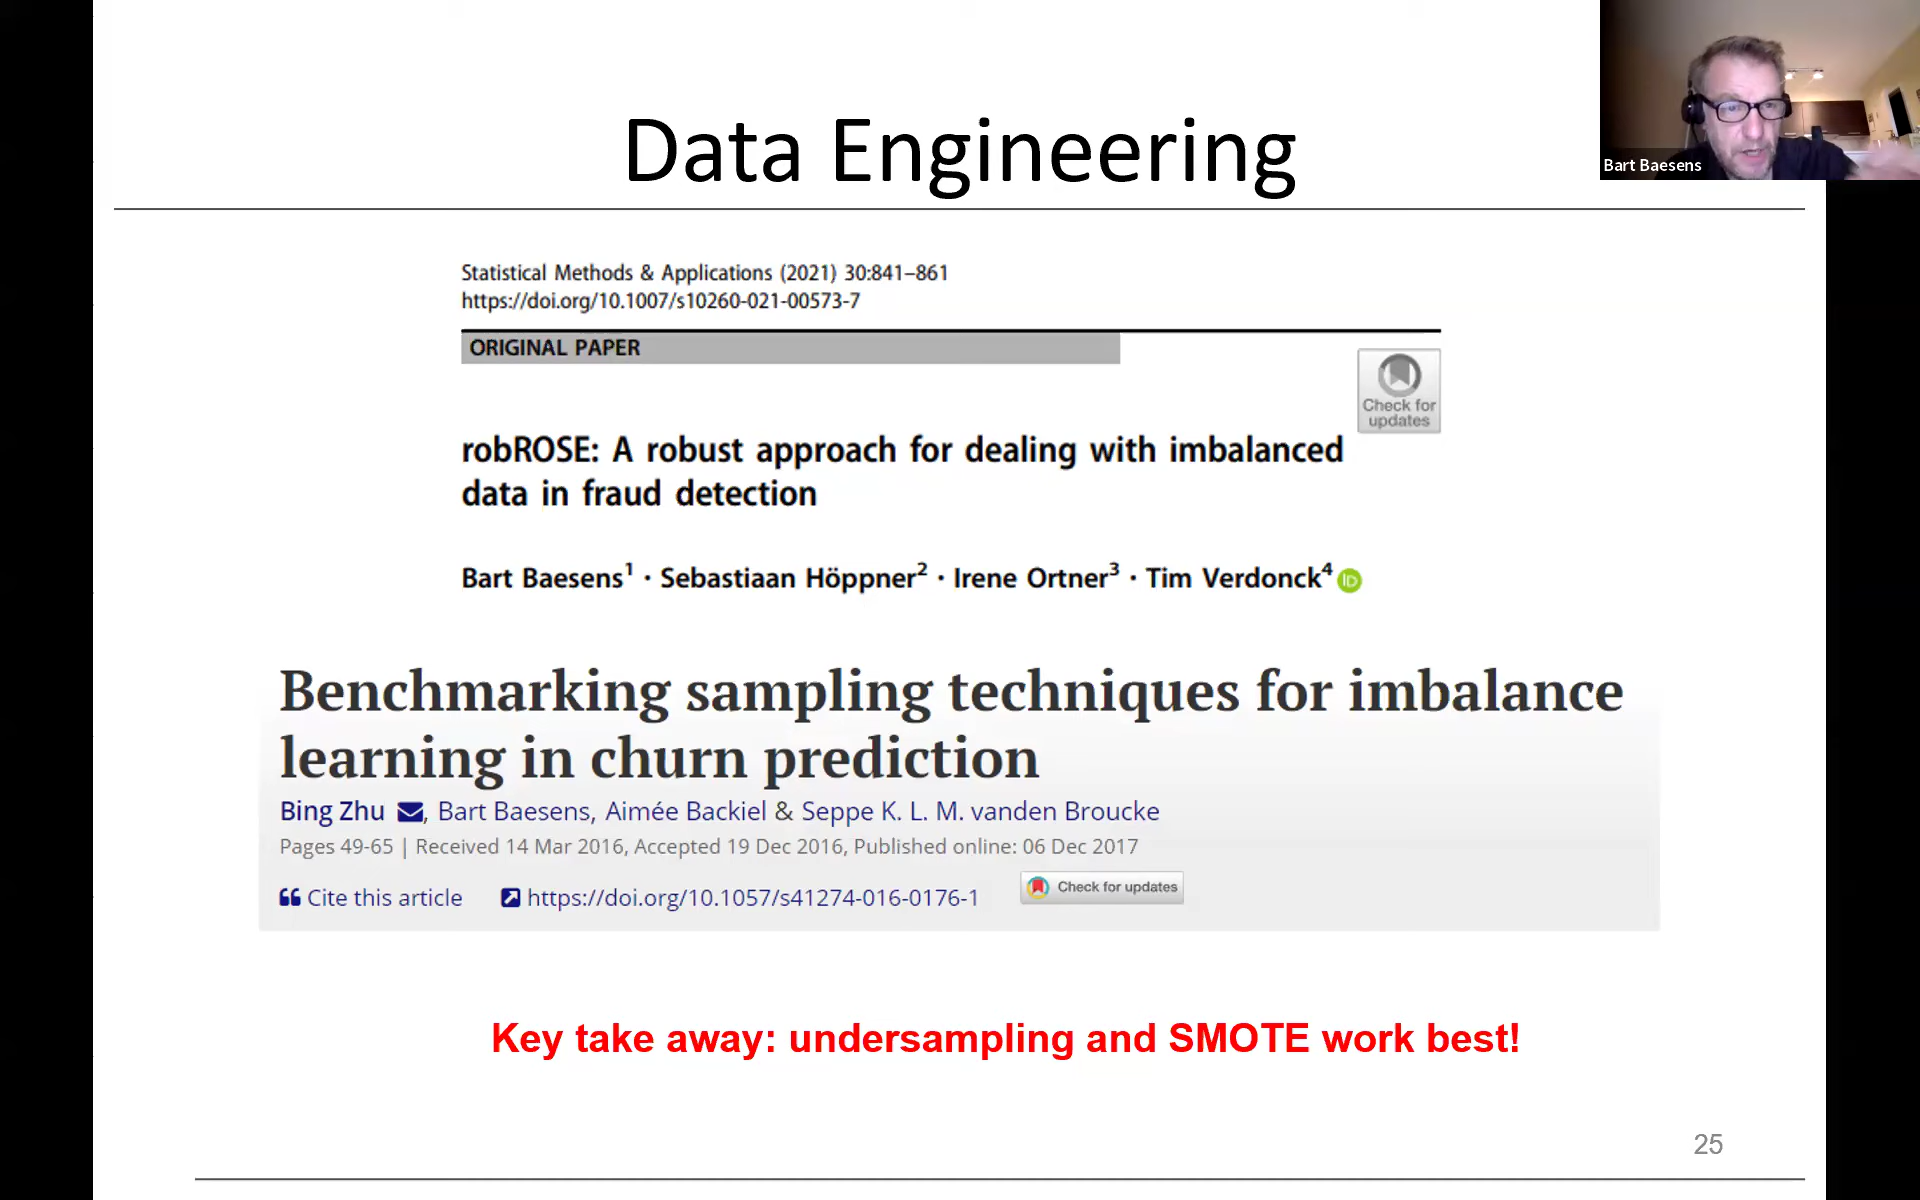 Data Engineering
Bart Baesens
Statistical Methods & Applications (2021) 30:841–861
https://doi.org/10.1007/s10260-021-00573-7
ORIGINAL PAPER
Check for
updates
robROSE: A robust approach for dealing with imbalanced
data in fraud detection
Bart Baesens¹ · Sebastiaan Höppner² · Irene Ortner³ · Tim Verdonck⁴ iD
Benchmarking sampling techniques for imbalance
learning in churn prediction
Bing Zhu , Bart Baesens, Aimée Backiel & Seppe K. L. M. vanden Broucke
Pages 49-65 | Received 14 Mar 2016, Accepted 19 Dec 2016, Published online: 06 Dec 2017
Cite this article https://doi.org/10.1057/s41274-016-0176-1 Check for updates
Key take away: undersampling and SMOTE work best!
25